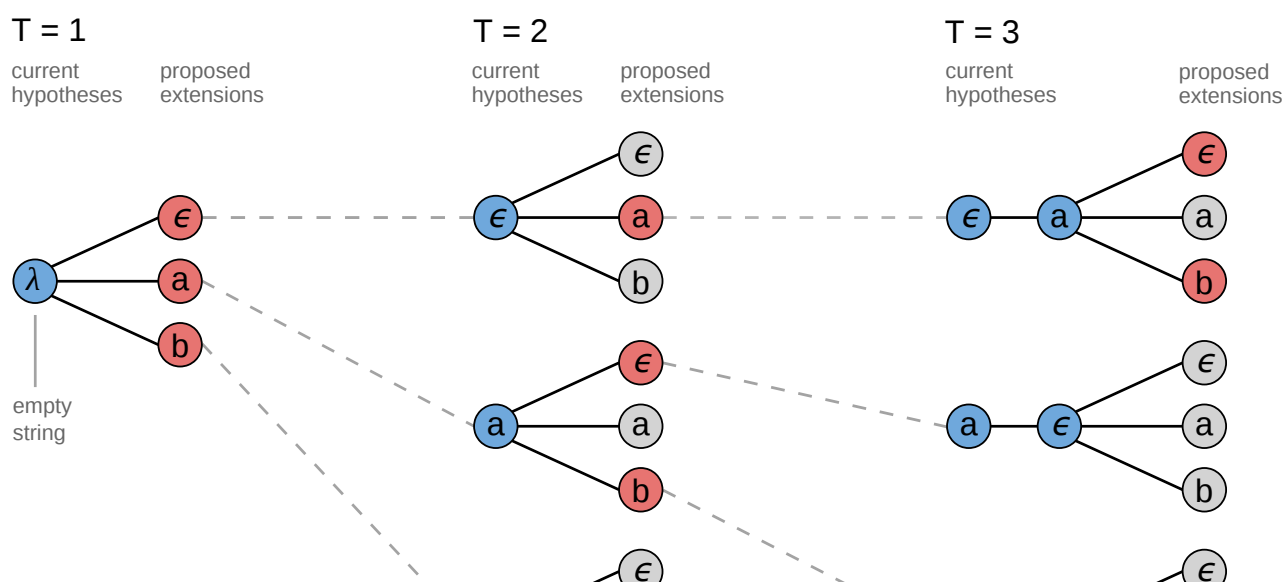 T = 1
T = 2
T = 3
current hypotheses
proposed extensions
current hypotheses
proposed extensions
current hypotheses
proposed extensions
ϵ
ϵ
ϵ
ϵ
a
ϵ
a
a
λ
a
b
b
b
ϵ
ϵ
a
a
a
ϵ
a
b
b
empty
string
ϵ
ϵ